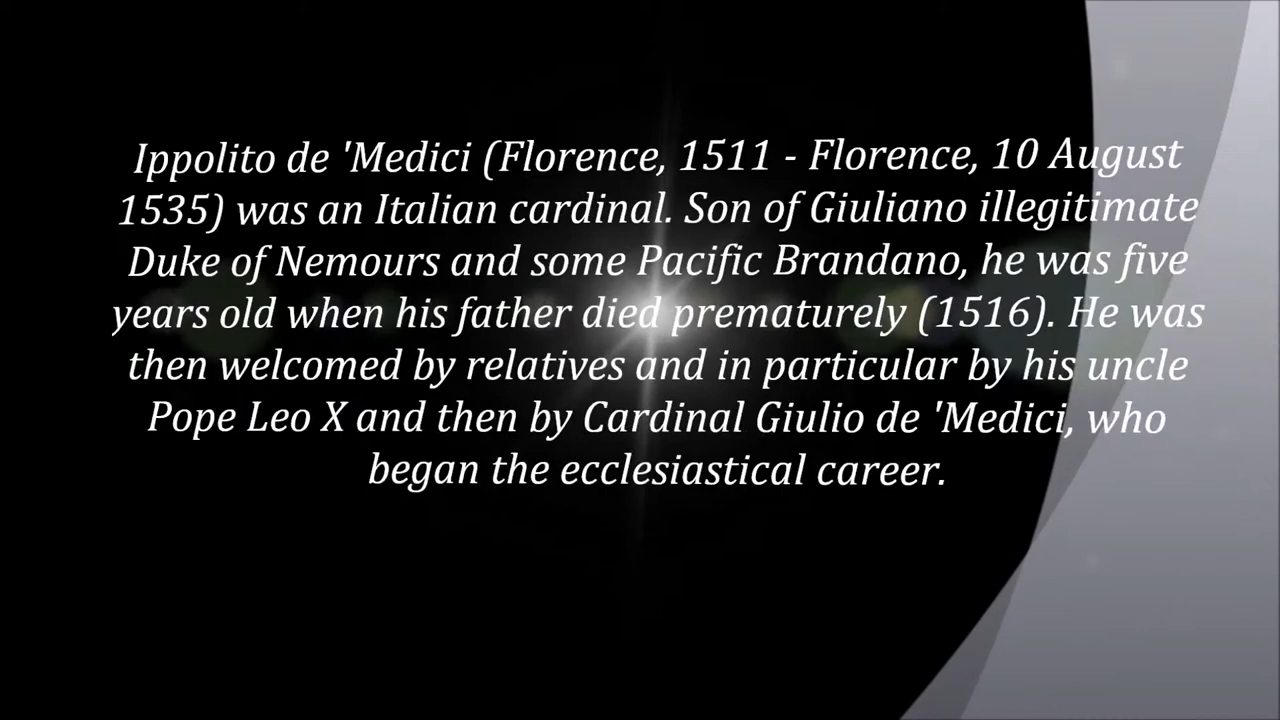 Ippolito de 'Medici (Florence, 1511 - Florence, 10 August
1535) was an Italian cardinal. Son of Giuliano illegitimate
Duke of Nemours and some Pacific Brandano, he was five
years old when his father died prematurely (1516). He was
then welcomed by relatives and in particular by his uncle
Pope Leo X and then by Cardinal Giulio de 'Medici, who
began the ecclesiastical career.